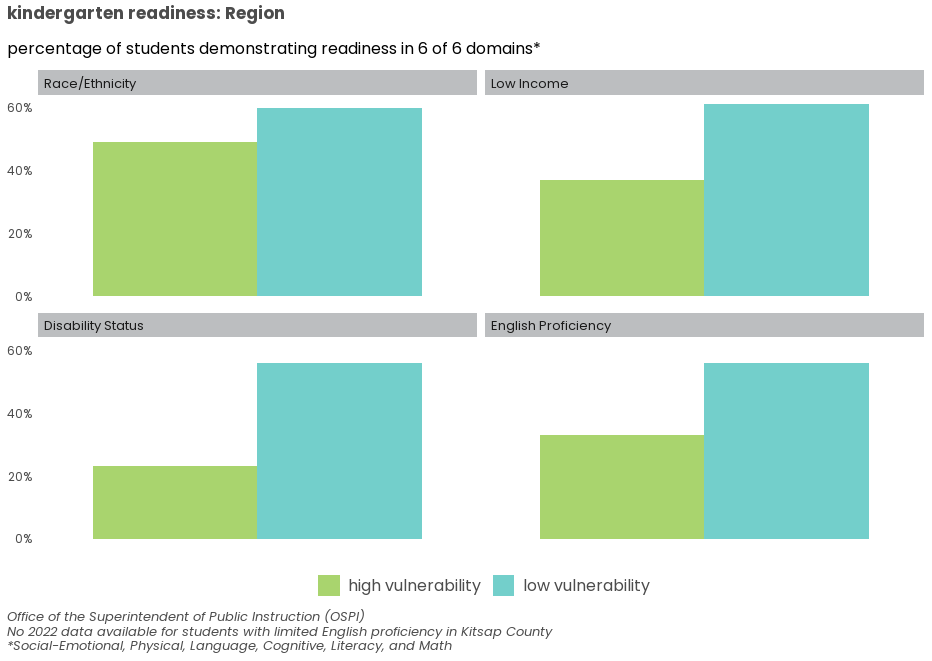 kindergarten readiness: Region
percentage of students demonstrating readiness in 6 of 6 domains*
Race/Ethnicity
Low Income
60%
40%
20%
0%
Disability Status
English Proficiency
60%
40%
20%
0%
high vulnerability
low vulnerability
Office of the Superintendent of Public Instruction (OSPI)
No 2022 data available for students with limited English proficiency in Kitsap County
*Social-Emotional, Physical, Language, Cognitive, Literacy, and Math